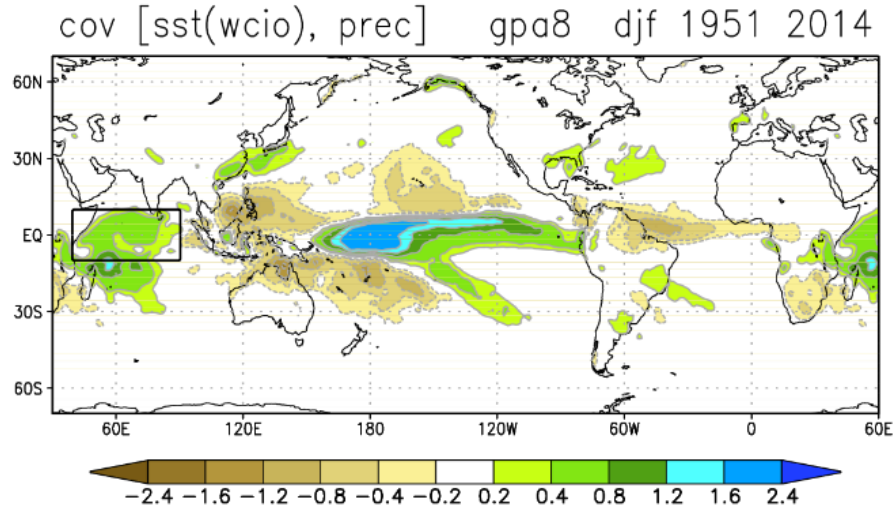 cov [sst(wcio), prec] gpa8 djf 1951 2014
60N
30N
EQ
30S
60S
60E 120E 180 120W 60W 0 60E
−2.4 −1.6 −1.2 −0.8 −0.4 −0.2 0.2 0.4 0.8 1.2 1.6 2.4